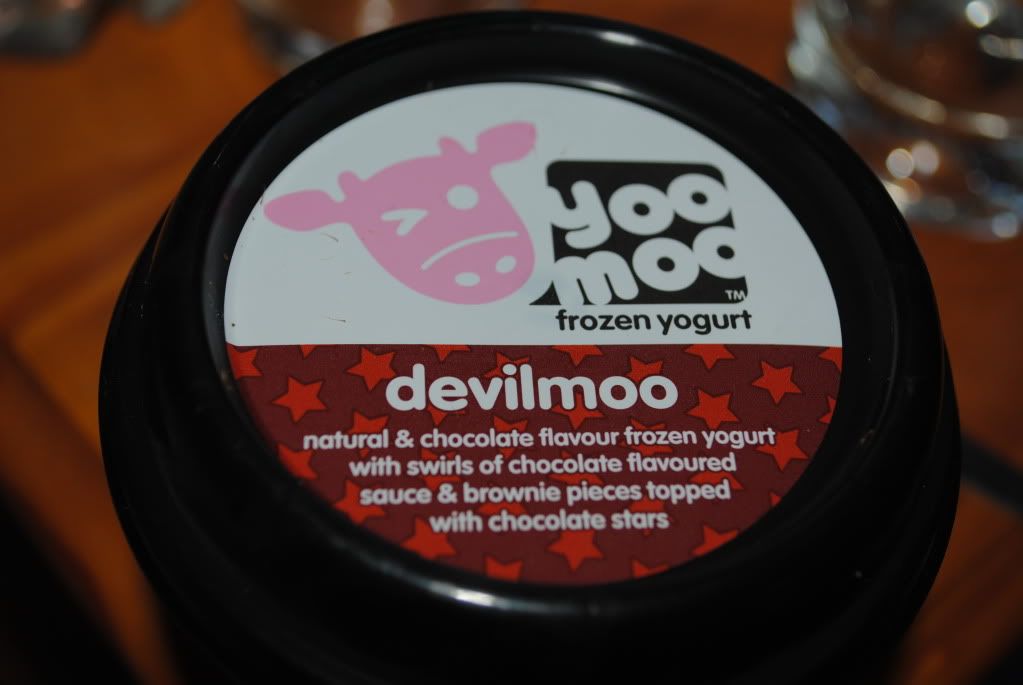 yoo
moo
TM
frozen yogurt
devilmoo
natural & chocolate flavour frozen yogurt
with swirls of chocolate flavoured
sauce & brownie pieces topped
with chocolate stars